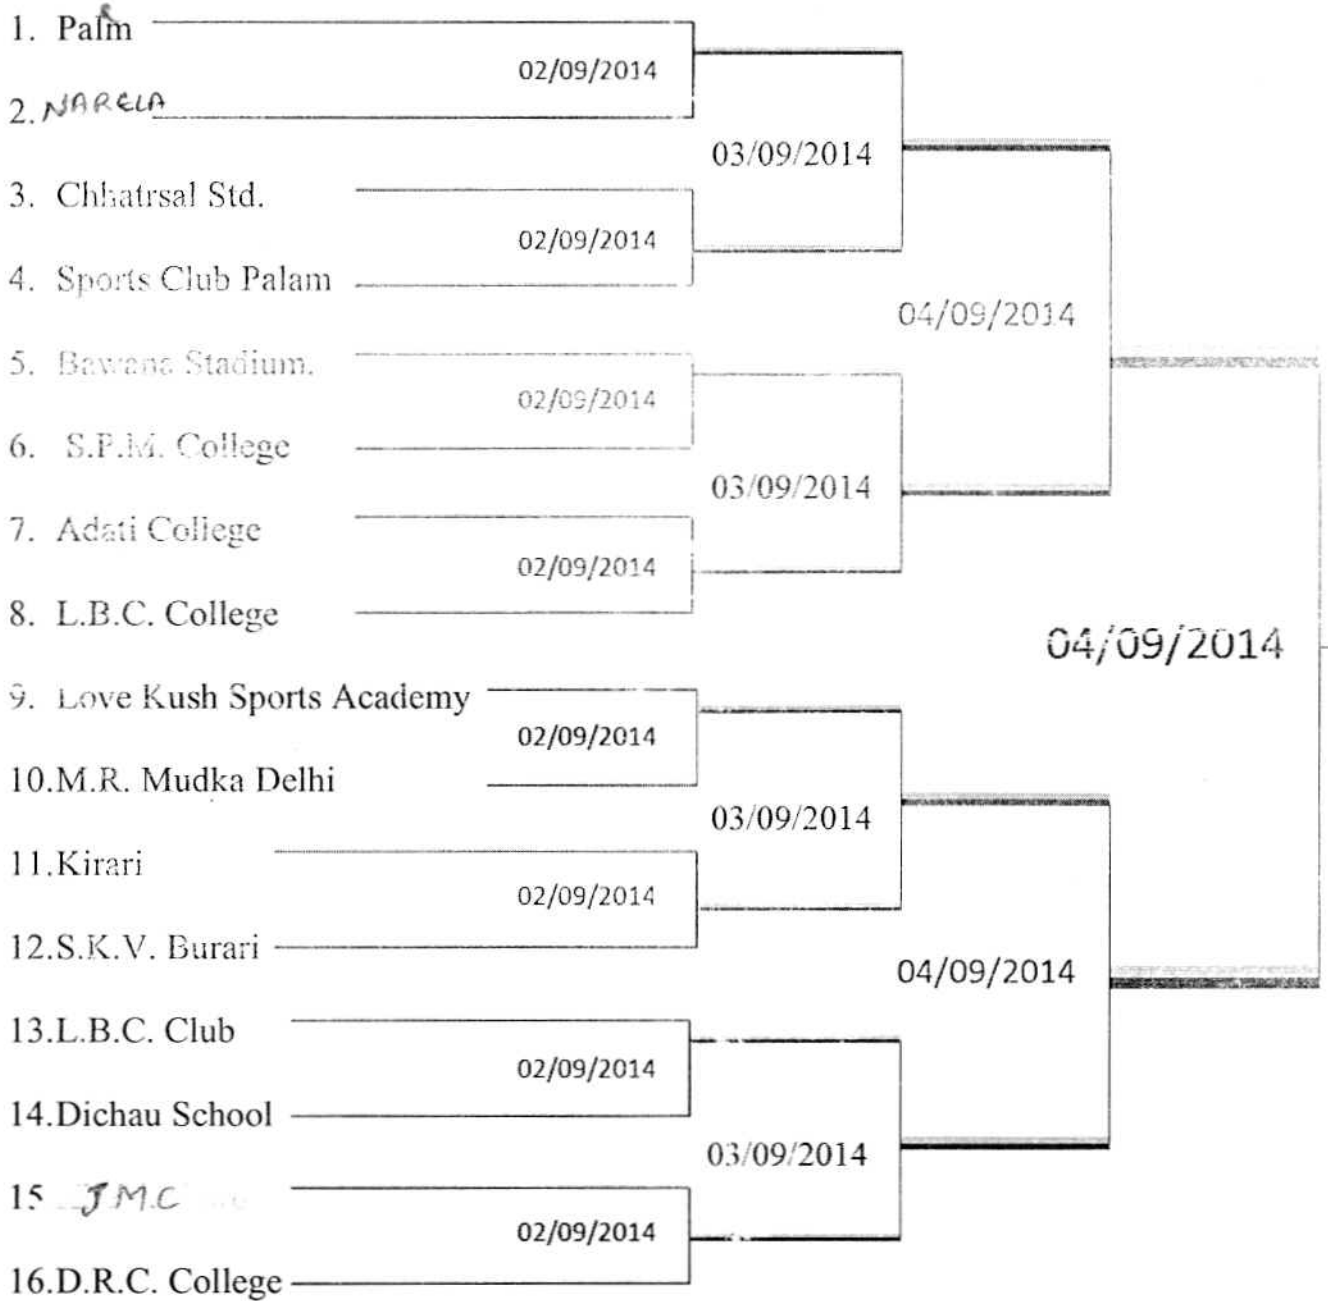 1. Palm
02/09/2014
2. NARELA
03/09/2014
3. Chhatrsal Std.
02/09/2014
4. Sports Club Palam
04/09/2014
5. Bawana Stadium.
02/09/2014
6. S.P.M. College
03/09/2014
7. Adati College
02/09/2014
8. L.B.C. College
04/09/2014
9. Love Kush Sports Academy
02/09/2014
10.M.R. Mudka Delhi
03/09/2014
11.Kirari
02/09/2014
12.S.K.V. Burari
04/09/2014
13.L.B.C. Club
02/09/2014
14.Dichau School
03/09/2014
15 J.M.C
02/09/2014
16.D.R.C. College